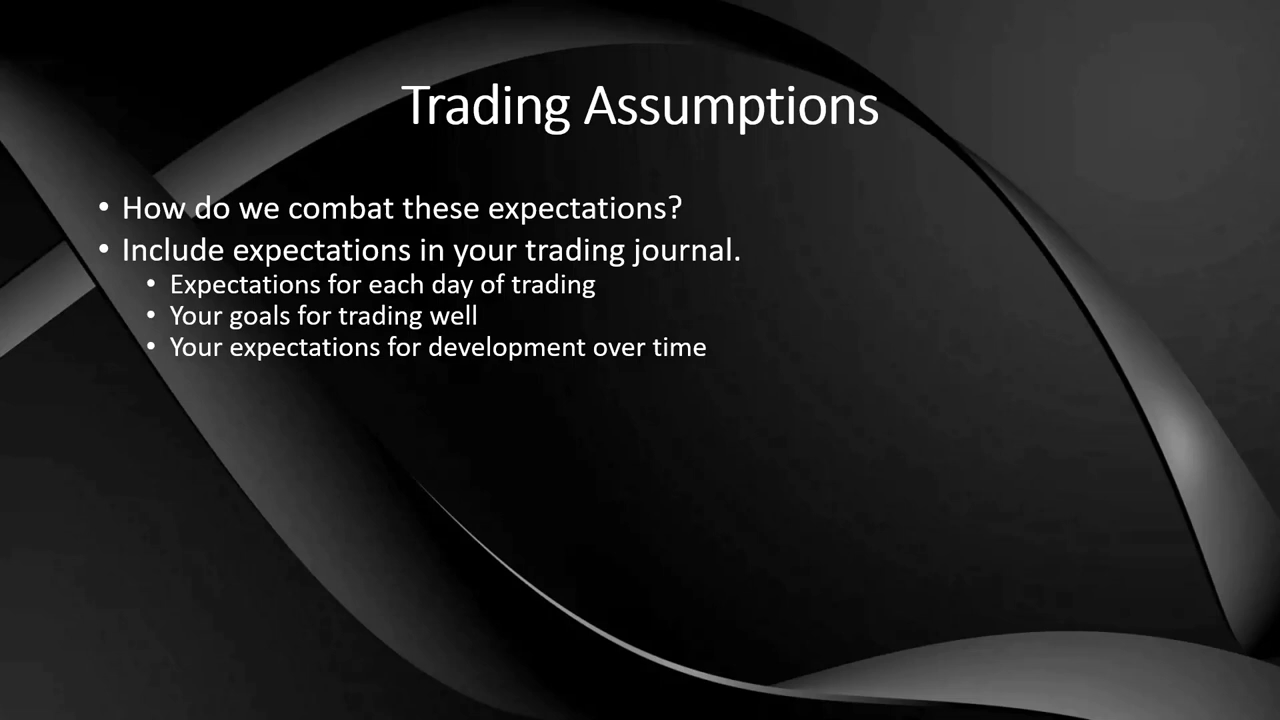 Trading Assumptions
• How do we combat these expectations?
• Include expectations in your trading journal.
• Expectations for each day of trading
• Your goals for trading well
• Your expectations for development over time